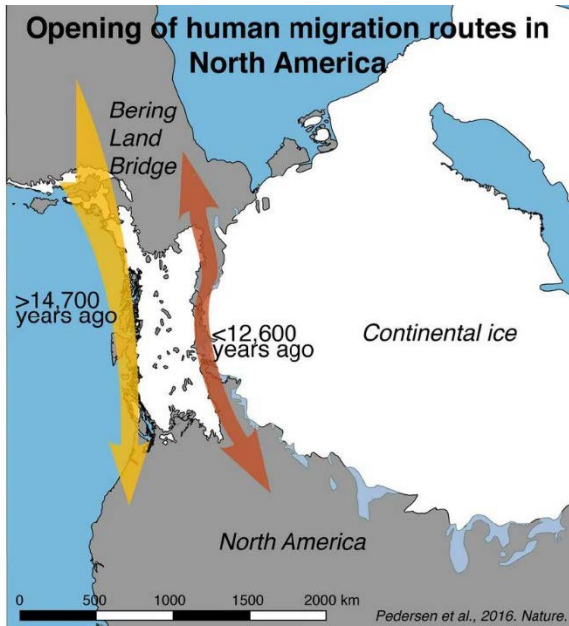 Opening of human migration routes in
North America
Bering
Land
Bridge
>14,700
years ago
<12,600
years ago
Continental ice
North America
0 500 1000 1500 2000 km
Pedersen et al., 2016. Nature.